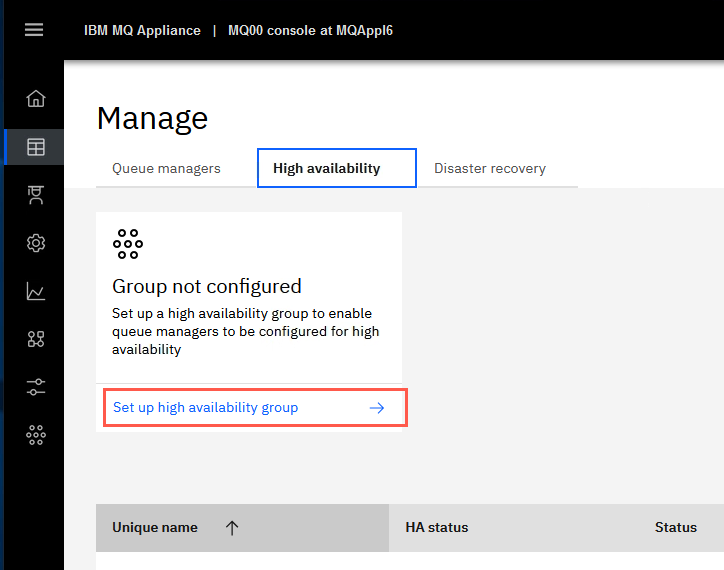 IBM MQ Appliance | MQ00 console at MQAppl6
Manage
Queue managers High availability Disaster recovery
Group not configured
Set up a high availability group to enable
queue managers to be configured for high
availability
Set up high availability group
Unique name HA status Status